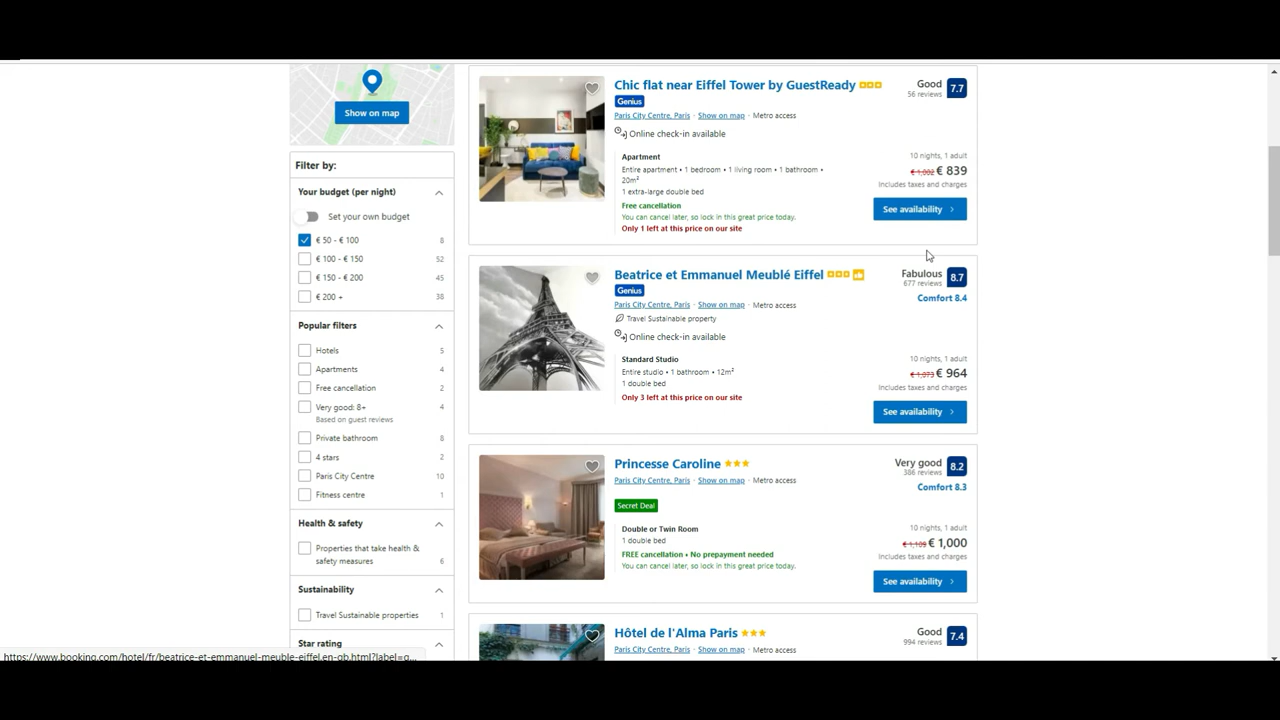 Show on map
Filter by:
Your budget (per night)
Set your own budget
€ 50 - € 100 8
€ 100 - € 150 52
€ 150 - € 200 45
€ 200 + 38
Popular filters
Hotels 5
Apartments 4
Free cancellation 2
Very good: 8+ 4
Based on guest reviews
Private bathroom 8
4 stars 2
Paris City Centre 10
Fitness centre 1
Health & safety
Properties that take health &
safety measures 6
Sustainability
Travel Sustainable properties 1
Star rating
Chic flat near Eiffel Tower by GuestReady
Good 7.7
56 reviews
Genius
Paris City Centre, Paris · Show on map · Metro access
Online check-in available
Apartment
Entire apartment • 1 bedroom • 1 living room • 1 bathroom •
20m²
1 extra-large double bed
Free cancellation
You can cancel later, so lock in this great price today.
Only 1 left at this price on our site
10 nights, 1 adult
€ 1,002 € 839
Includes taxes and charges
See availability
Beatrice et Emmanuel Meublé Eiffel
Fabulous 8.7
677 reviews
Comfort 8.4
Genius
Paris City Centre, Paris · Show on map · Metro access
Travel Sustainable property
Online check-in available
Standard Studio
Entire studio • 1 bathroom • 12m²
1 double bed
Only 3 left at this price on our site
10 nights, 1 adult
€ 1,073 € 964
Includes taxes and charges
See availability
Princesse Caroline
Very good 8.2
386 reviews
Comfort 8.3
Paris City Centre, Paris · Show on map · Metro access
Secret Deal
Double or Twin Room
1 double bed
FREE cancellation • No prepayment needed
You can cancel later, so lock in this great price today.
10 nights, 1 adult
€ 1,109 € 1,000
Includes taxes and charges
See availability
Hôtel de l'Alma Paris
Good 7.4
994 reviews
Paris City Centre, Paris · Show on map · Metro access
https://www.booking.com/hotel/fr/beatrice-et-emmanuel-meuble-eiffel.en-gb.html?label=g...